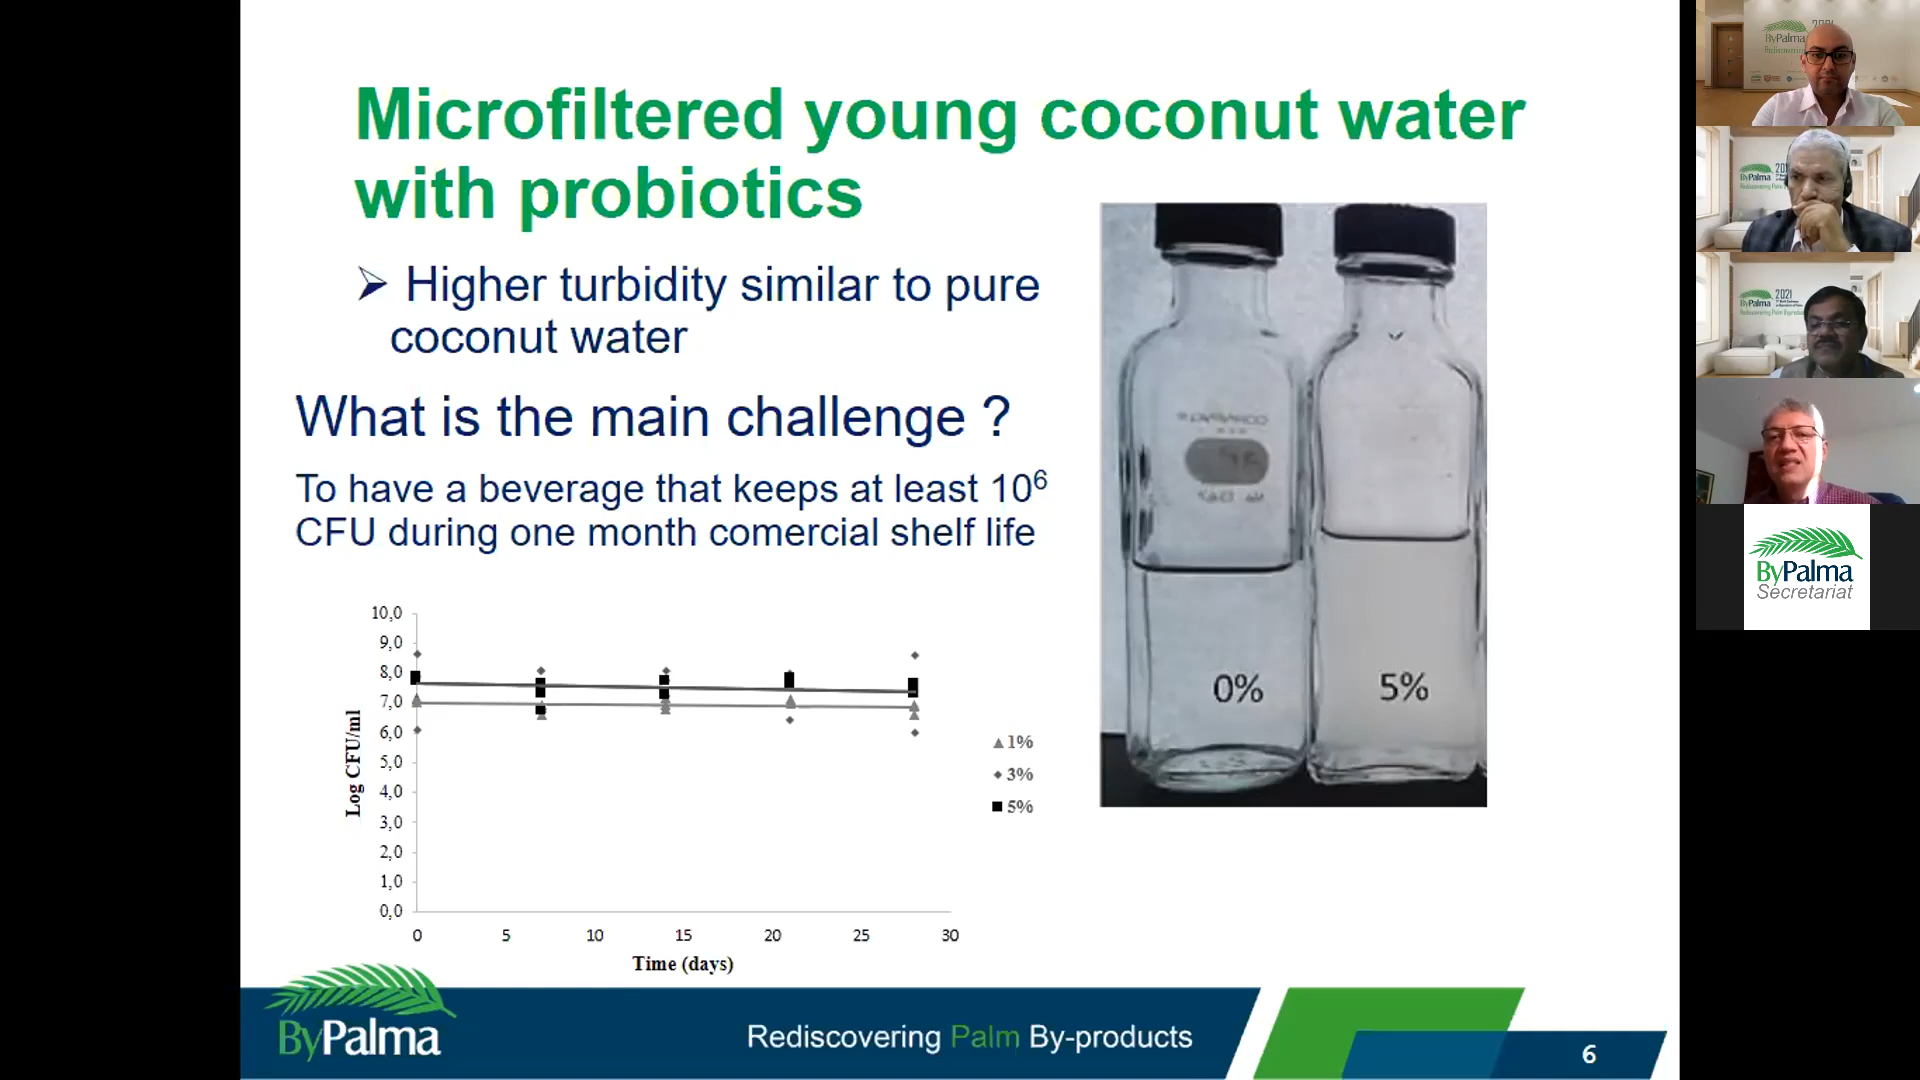 Microfiltered young coconut water
with probiotics
Higher turbidity similar to pure
coconut water
What is the main challenge ?
To have a beverage that keeps at least 10⁶
CFU during one month comercial shelf life
0%
5%
10,0
9,0
8,0
7,0
6,0
5,0
4,0
3,0
2,0
1,0
0,0
Log CFU/ml
0 5 10 15 20 25 30
Time (days)
1%
3%
5%
ByPalma
Rediscovering Palm By-products
6
ByPalma
2021
ByPalma
Secretariat